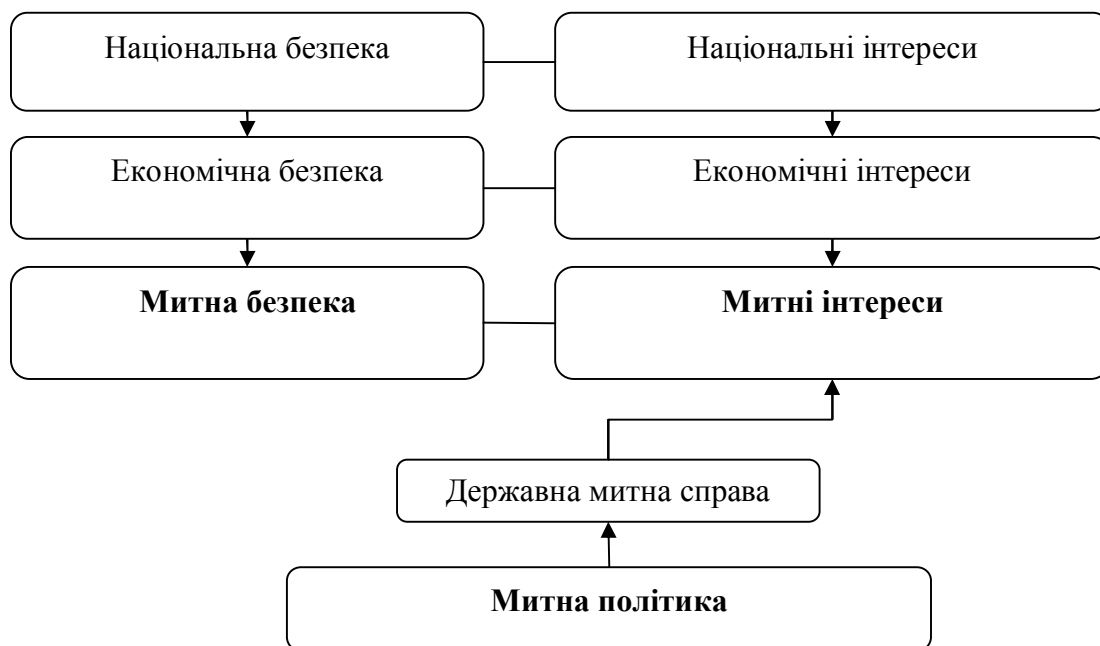 Національна безпека
Національні інтереси
Економічна безпека
Економічні інтереси
Митна безпека
Митні інтереси
Державна митна справа
Митна політика